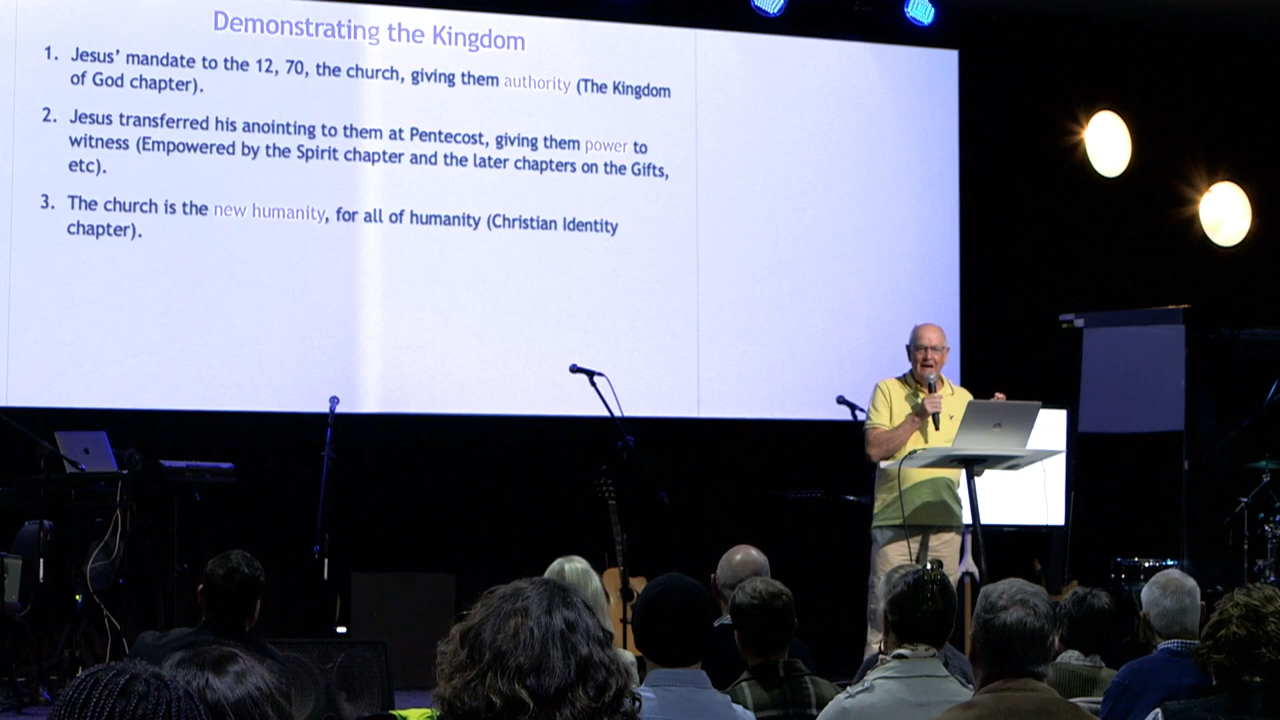 Demonstrating the Kingdom
1. Jesus’ mandate to the 12, 70, the church, giving them authority (The Kingdom
of God chapter).
2. Jesus transferred his anointing to them at Pentecost, giving them power to
witness (Empowered by the Spirit chapter and the later chapters on the Gifts,
etc).
3. The church is the new humanity, for all of humanity (Christian Identity
chapter).